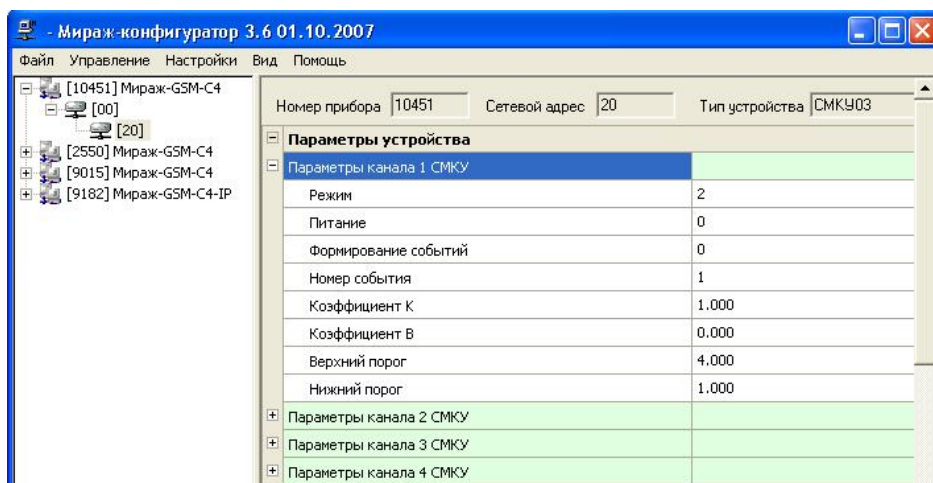 - Мираж-конфигуратор 3.6 01.10.2007
Файл Управление Настройки Вид Помощь
[10451] Мираж-GSM-C4
[00]
[20]
[2550] Мираж-GSM-C4
[9015] Мираж-GSM-C4
[9182] Мираж-GSM-C4-IP
Номер прибора 10451 Сетевой адрес 20 Тип устройства СМКУ03
Параметры устройства
Параметры канала 1 СМКУ
Режим 2
Питание 0
Формирование событий 0
Номер события 1
Коэффициент К 1.000
Коэффициент В 0.000
Верхний порог 4.000
Нижний порог 1.000
Параметры канала 2 СМКУ
Параметры канала 3 СМКУ
Параметры канала 4 СМКУ